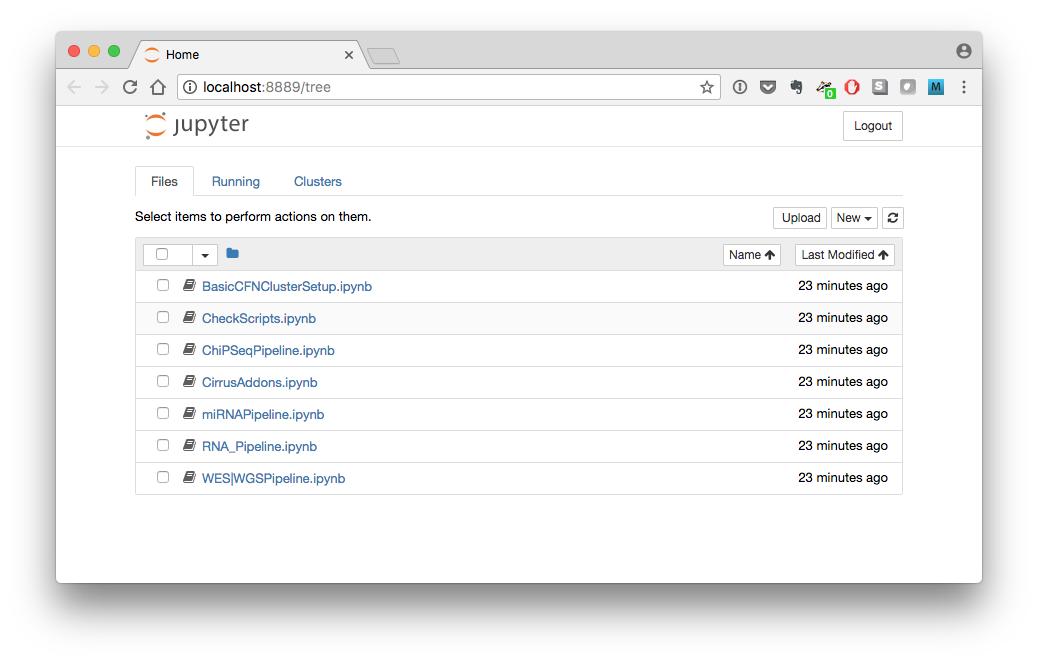 Home
localhost:8889/tree
0
S
M
jupyter
Logout
Files Running Clusters
Select items to perform actions on them.
Upload New
Name Last Modified
BasicCFNClusterSetup.ipynb 23 minutes ago
CheckScripts.ipynb 23 minutes ago
ChiPSeqPipeline.ipynb 23 minutes ago
CirrusAddons.ipynb 23 minutes ago
miRNAPipeline.ipynb 23 minutes ago
RNA_Pipeline.ipynb 23 minutes ago
WES|WGSPipeline.ipynb 23 minutes ago